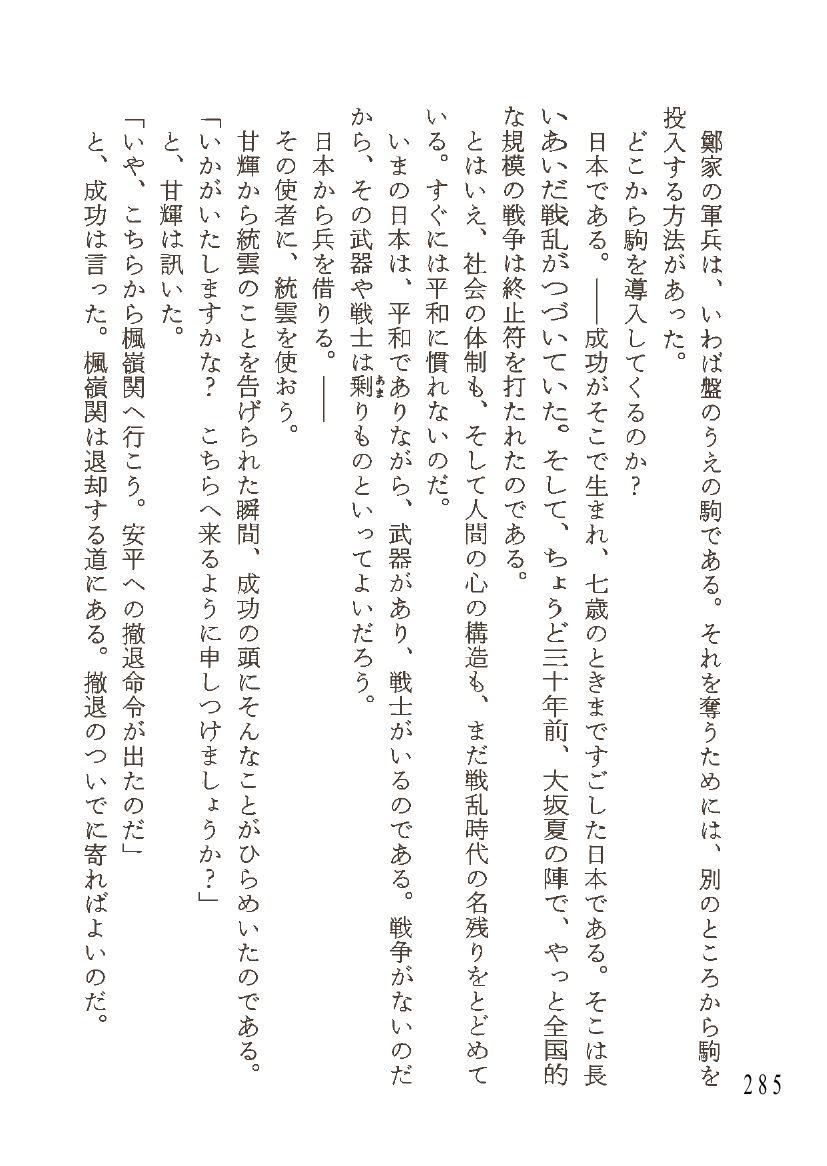 鄭家の軍兵は、いわば盤のうえの駒である。それを奪うためには、別のところから駒を
投入する方法があった。
どこから駒を導入してくるのか?
日本である。――成功がそこで生まれ、七歳のときまですごした日本である。そこは長
いあいだ戦乱がつづいていた。そして、ちょうど三十年前、大坂夏の陣で、やっと全国的
な規模の戦争は終止符を打たれたのである。
とはいえ、社会の体制も、そして人間の心の構造も、まだ戦乱時代の名残りをとどめて
いる。すぐには平和に慣れないのだ。
いまの日本は、平和でありながら、武器があり、戦士がいるのである。戦争がないのだ
から、その武器や戦士は剰あまりものといってよいだろう。
日本から兵を借りる。――
その使者に、統雲を使おう。
甘輝から統雲のことを告げられた瞬間、成功の頭にそんなことがひらめいたのである。
「いかがいたしますかな? こちらへ来るように申しつけましょうか?」
と、甘輝は訊いた。
「いや、こちらから楓嶺関へ行こう。安平への撤退命令が出たのだ」
と、成功は言った。楓嶺関は退却する道にある。撤退のついでに寄ればよいのだ。
285